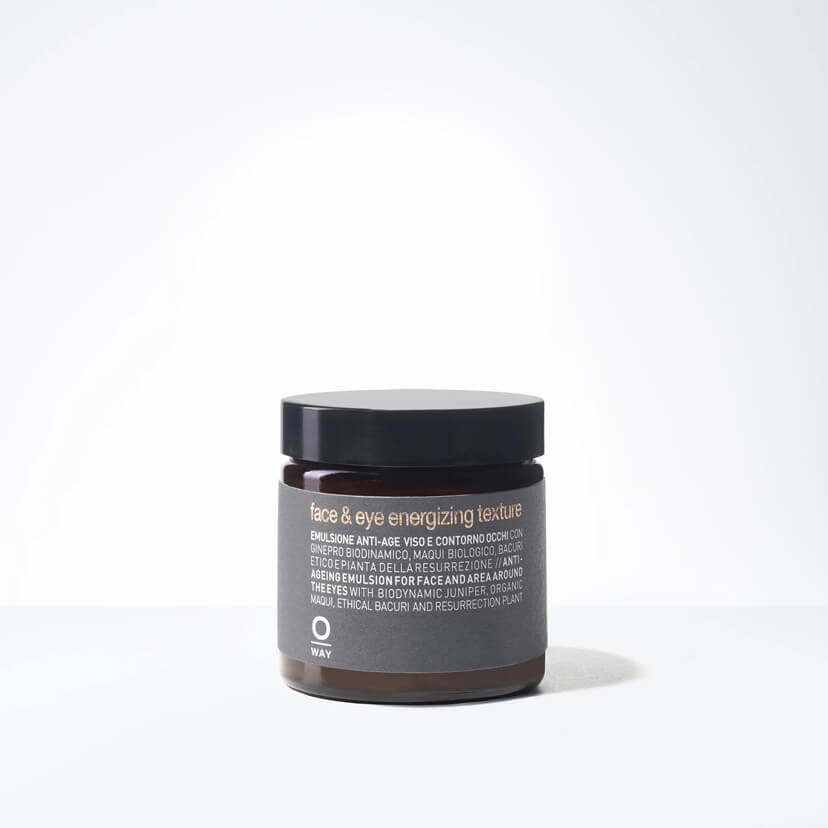 face & eye energizing texture
EMULSIONE ANTI-AGE VISO E CONTORNO OCCHI CON
GINEPRO BIODINAMICO, MAQUI BIOLOGICO, BACURI
ETICO E PIANTA DELLA RESURREZIONE // ANTI-
AGEING EMULSION FOR FACE AND AREA AROUND
THE EYES WITH BIODYNAMIC JUNIPER, ORGANIC
MAQUI, ETHICAL BACURI AND RESURRECTION PLANT
O
WAY